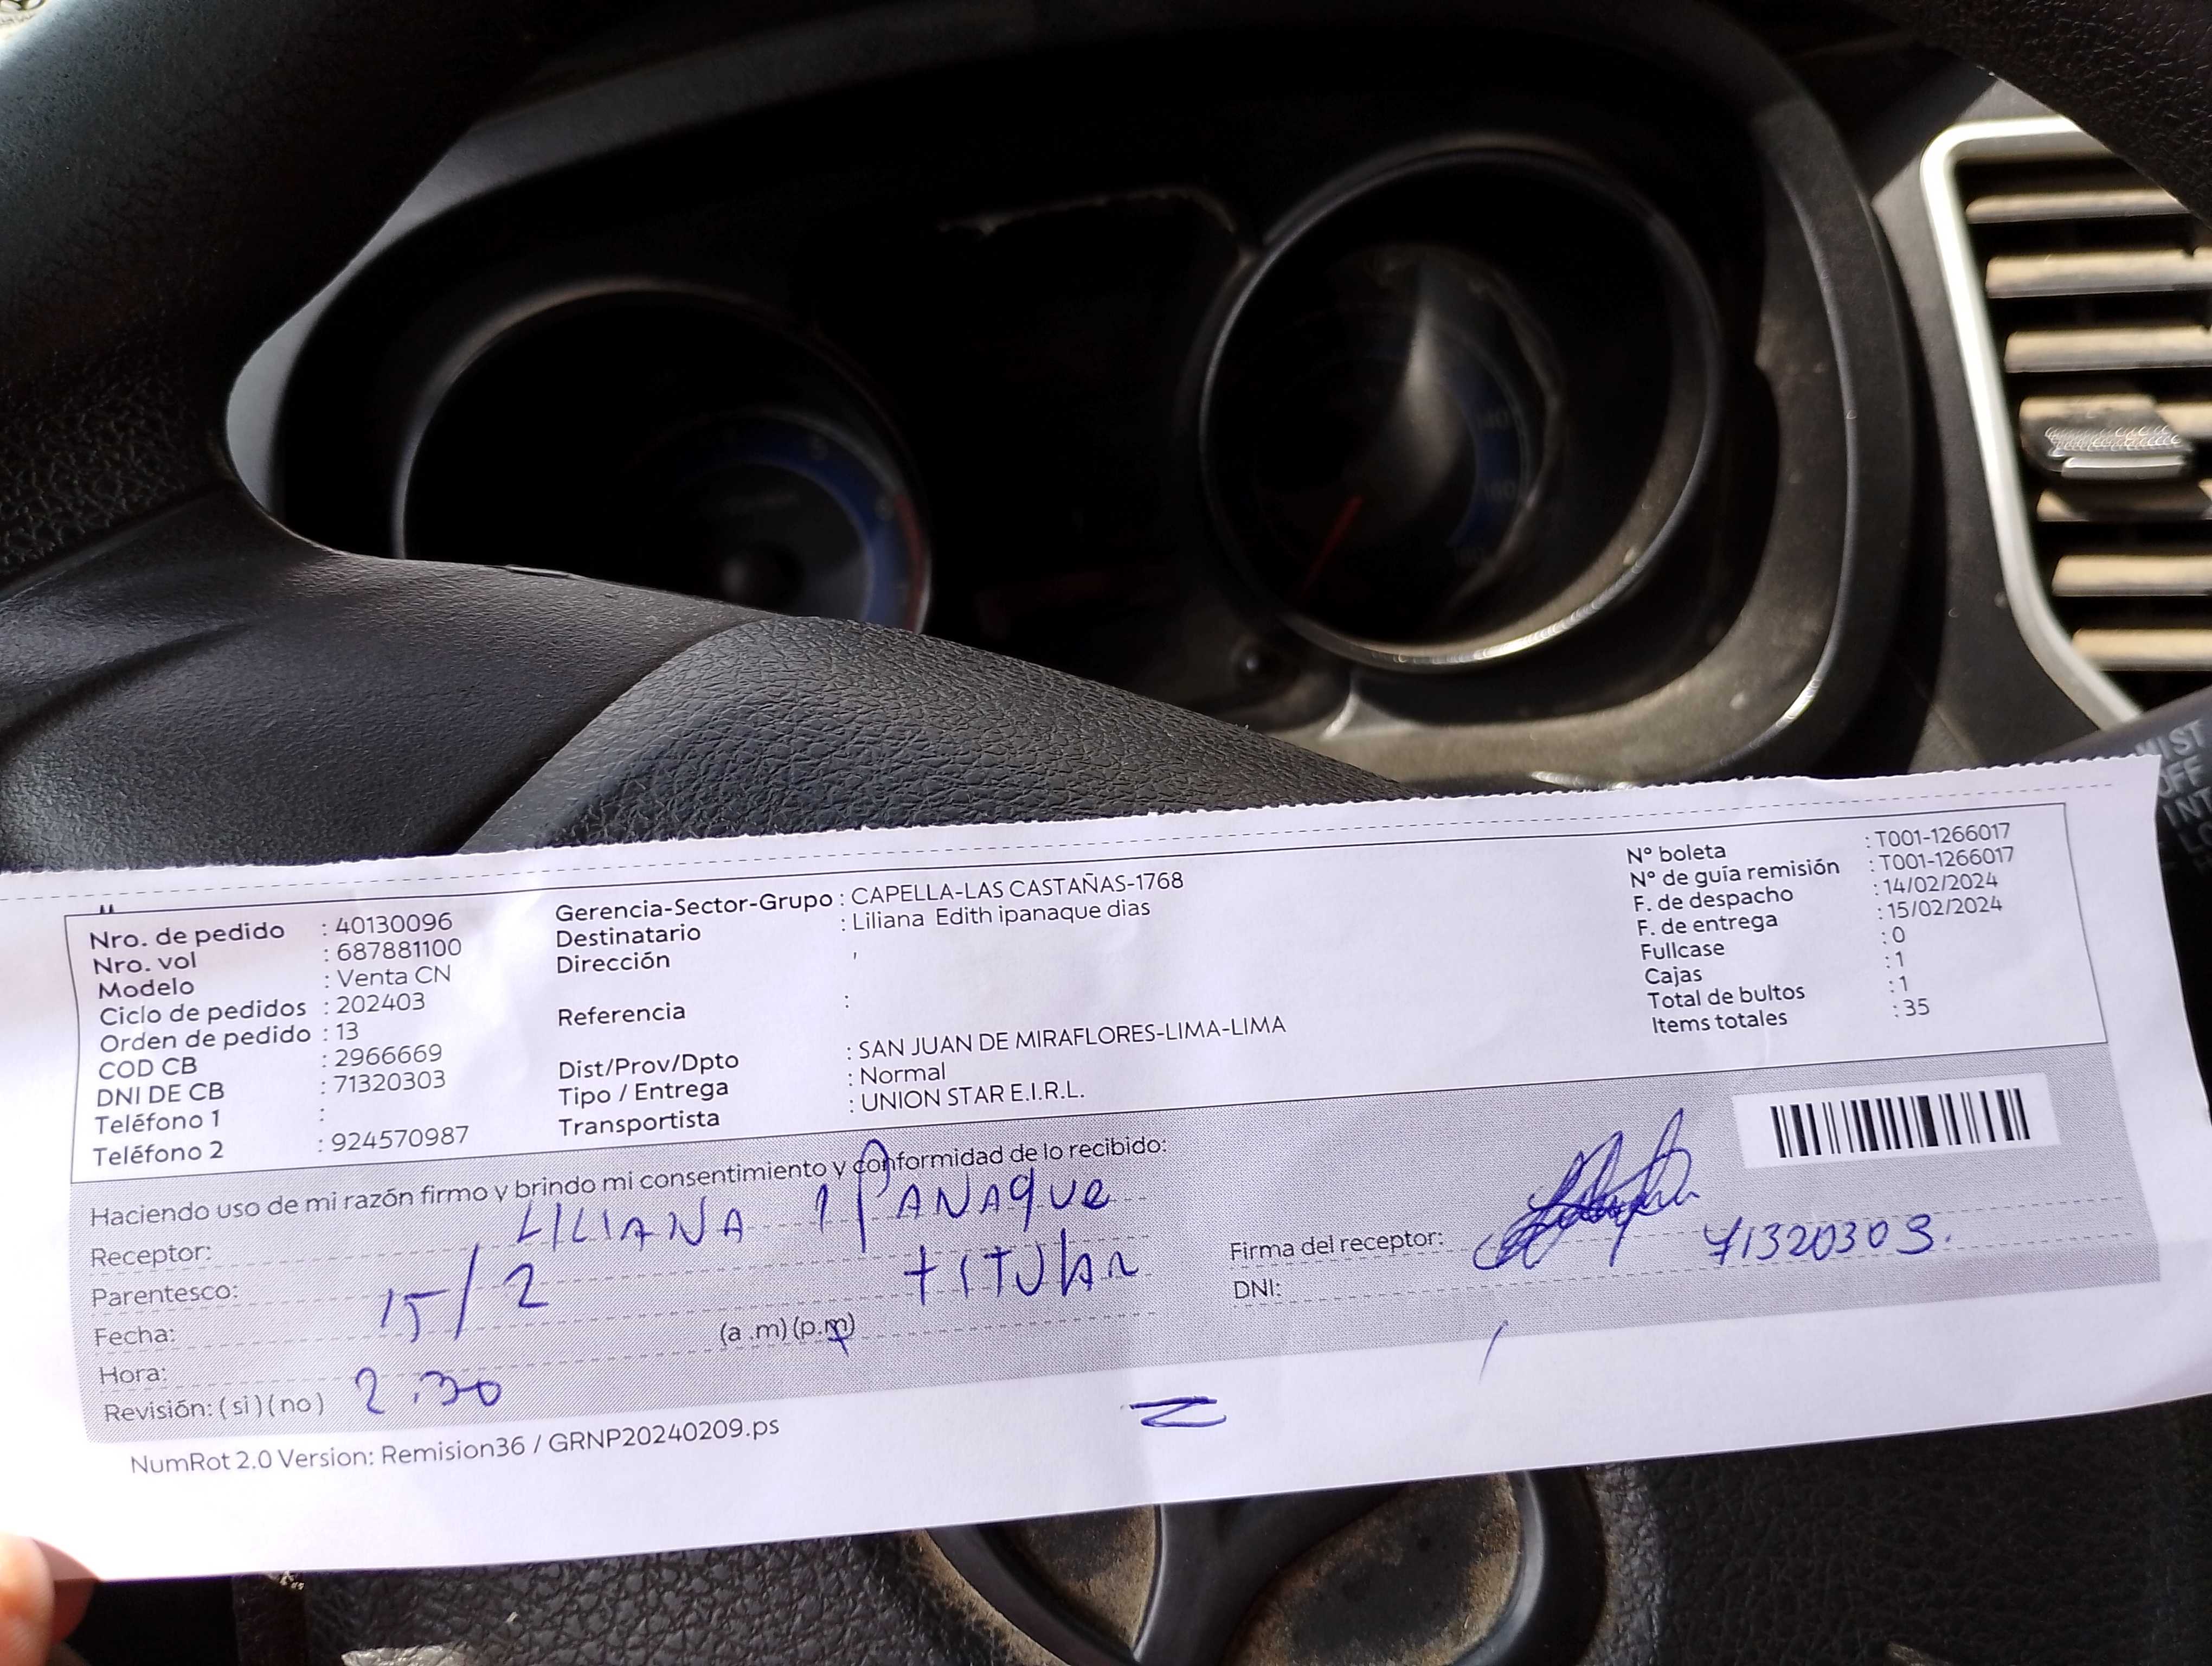 Nro. de pedido : 40130096
Nro. vol : 687881100
Modelo : Venta CN
Ciclo de pedidos : 202403
Orden de pedido : 13
COD CB : 2966669
DNI DE CB : 71320303
Teléfono 1 :
Teléfono 2 : 924570987
Gerencia-Sector-Grupo : CAPELLA-LAS CASTAÑAS-1768
Destinatario : Liliana Edith ipanaque dias
Dirección ,
Referencia :
Dist/Prov/Dpto : SAN JUAN DE MIRAFLORES-LIMA-LIMA
Tipo / Entrega : Normal
Transportista : UNION STAR E.I.R.L.
N° boleta : T001-1266017
N° de guía remisión : T001-1266017
F. de despacho : 14/02/2024
F. de entrega : 15/02/2024
Fullcase : 0
Cajas : 1
Total de bultos : 1
Items totales : 35
Haciendo uso de mi razón firmo y brindo mi consentimiento y conformidad de lo recibido:
Receptor: LILIANA IPANAQUE
Parentesco: TITULAR
Fecha: 15/2
Hora: (a .m) (p.m)
Revisión: ( si ) ( no ) 2:30
Firma del receptor:
DNI: 71320303.
NumRot 2.0 Version: Remision36 / GRNP20240209.ps
MIST
OFF
INT
140
160
180